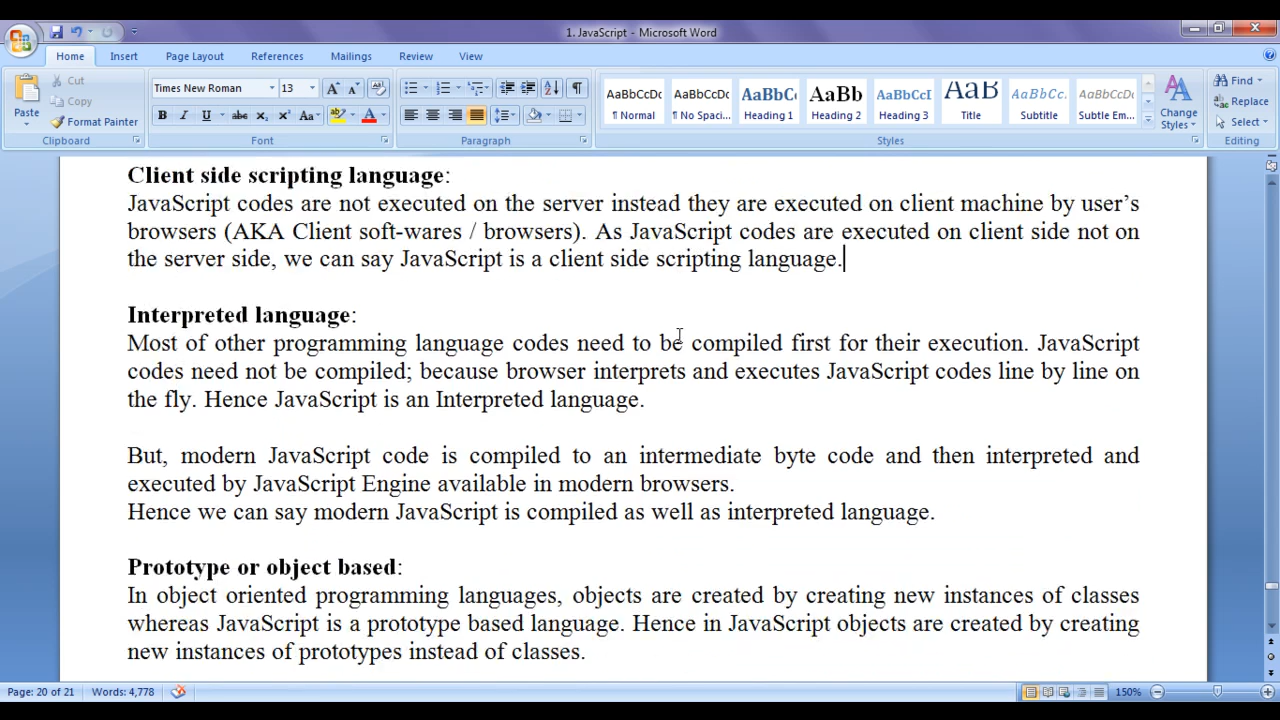 1. JavaScript - Microsoft Word
Home Insert Page Layout References Mailings Review View
Paste
Cut
Copy
Format Painter
Clipboard
Times New Roman 13
B I U abc x₂ x² Aa
Font
Paragraph
AaBbCcDc AaBbCcDc AaBbC AaBb AaBbCcI AaB AaBbCcI AaBbCcDc
¶ Normal ¶ No Spaci... Heading 1 Heading 2 Heading 3 Title Subtitle Subtle Em...
Change Styles
Styles
Find
Replace
Select
Editing
Client side scripting language:
JavaScript codes are not executed on the server instead they are executed on client machine by user’s
browsers (AKA Client soft-wares / browsers). As JavaScript codes are executed on client side not on
the server side, we can say JavaScript is a client side scripting language.
Interpreted language:
Most of other programming language codes need to be compiled first for their execution. JavaScript
codes need not be compiled; because browser interprets and executes JavaScript codes line by line on
the fly. Hence JavaScript is an Interpreted language.
But, modern JavaScript code is compiled to an intermediate byte code and then interpreted and
executed by JavaScript Engine available in modern browsers.
Hence we can say modern JavaScript is compiled as well as interpreted language.
Prototype or object based:
In object oriented programming languages, objects are created by creating new instances of classes
whereas JavaScript is a prototype based language. Hence in JavaScript objects are created by creating
new instances of prototypes instead of classes.
Page: 20 of 21 Words: 4,778 150%